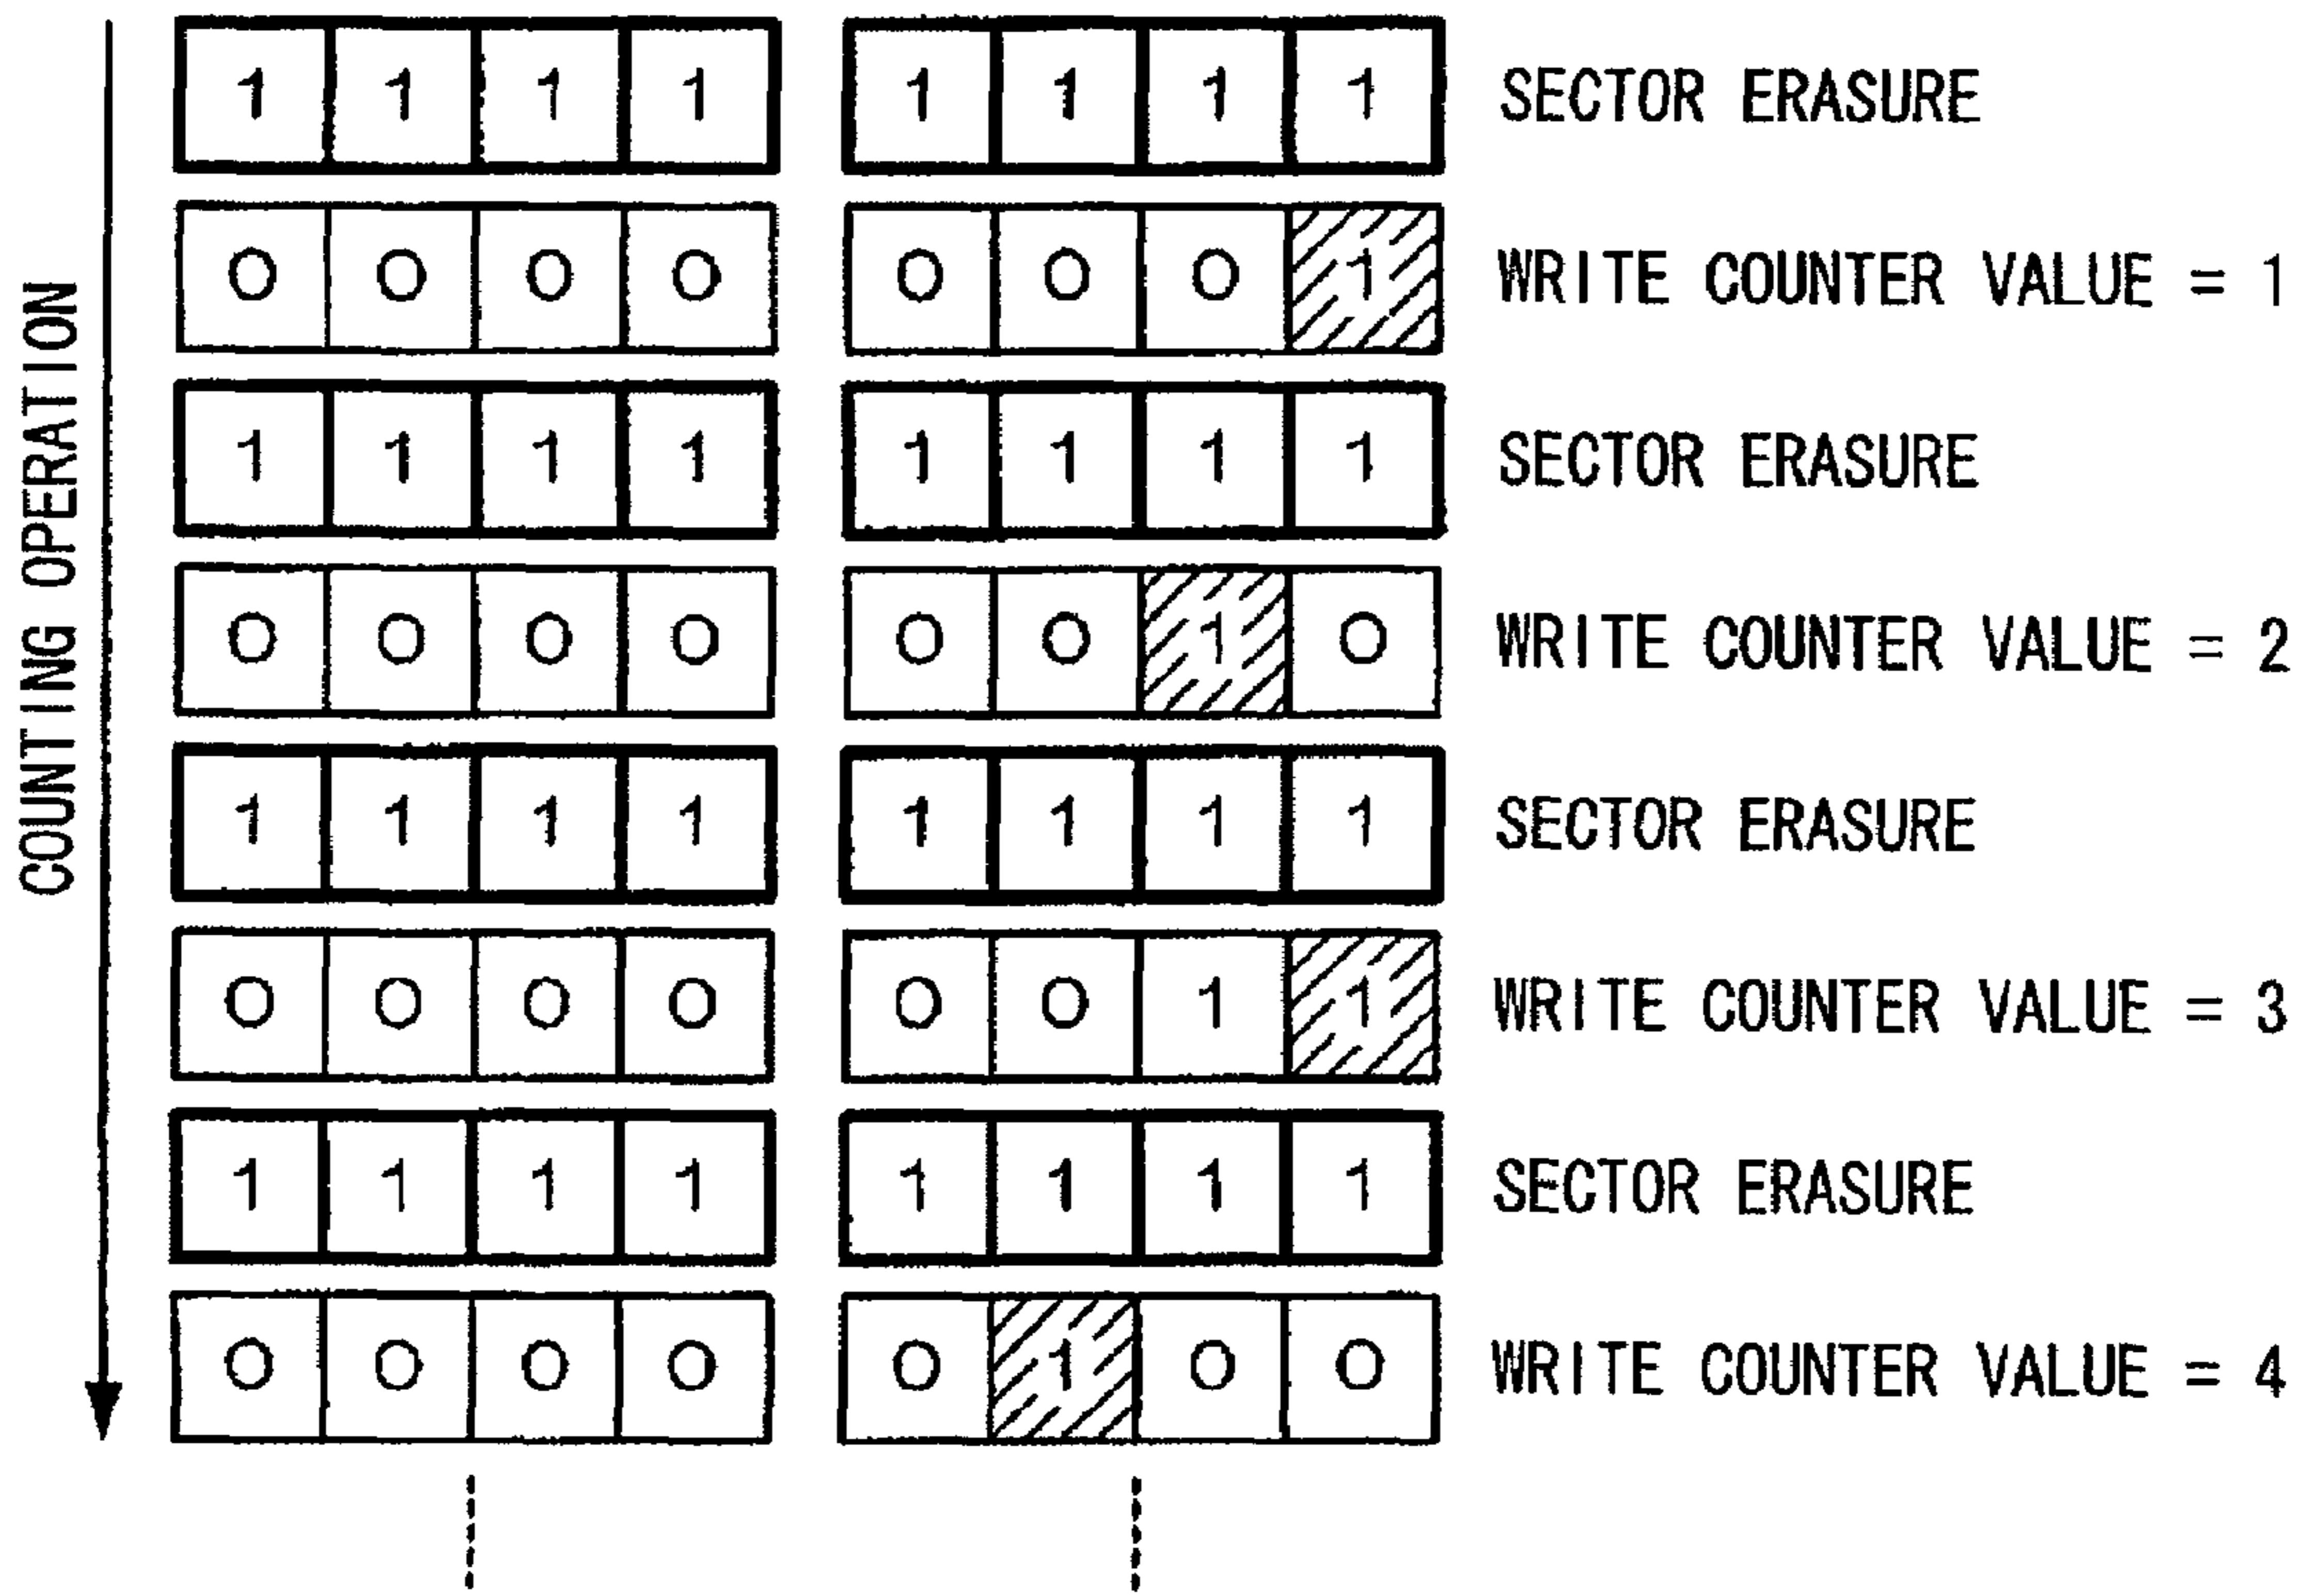 COUNTING OPERATION
1 1 1 1 1 1 1 1 SECTOR ERASURE
0 0 0 0 0 0 0 1 WRITE COUNTER VALUE = 1
1 1 1 1 1 1 1 1 SECTOR ERASURE
0 0 0 0 0 0 1 0 WRITE COUNTER VALUE = 2
1 1 1 1 1 1 1 1 SECTOR ERASURE
0 0 0 0 0 0 1 1 WRITE COUNTER VALUE = 3
1 1 1 1 1 1 1 1 SECTOR ERASURE
0 0 0 0 0 1 0 0 WRITE COUNTER VALUE = 4